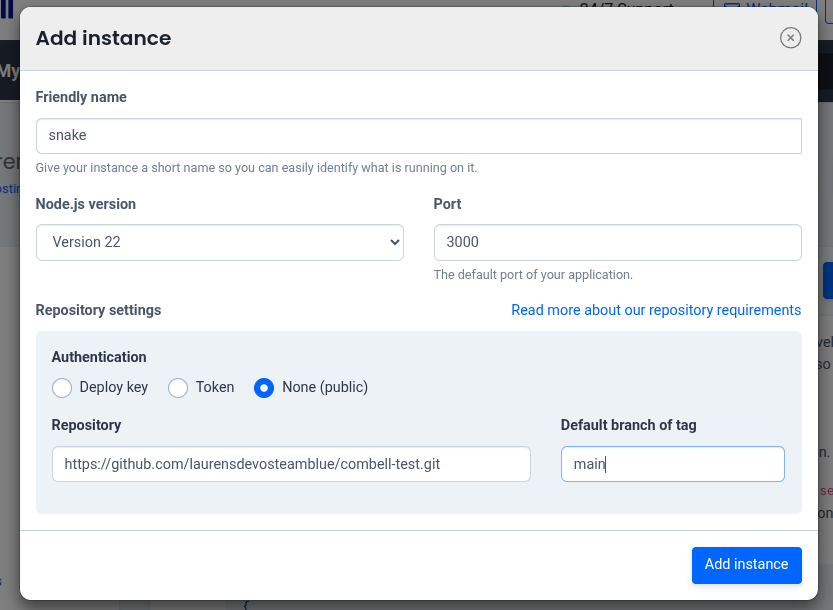 24/7 Support
Webmail
My
Add instance
Friendly name
snake
Give your instance a short name so you can easily identify what is running on it.
Node.js version
Port
Version 22
3000
The default port of your application.
Repository settings
Read more about our repository requirements
Authentication
Deploy key
Token
None (public)
Repository
Default branch of tag
https://github.com/laurensdevosteamblue/combell-test.git
main
Add instance